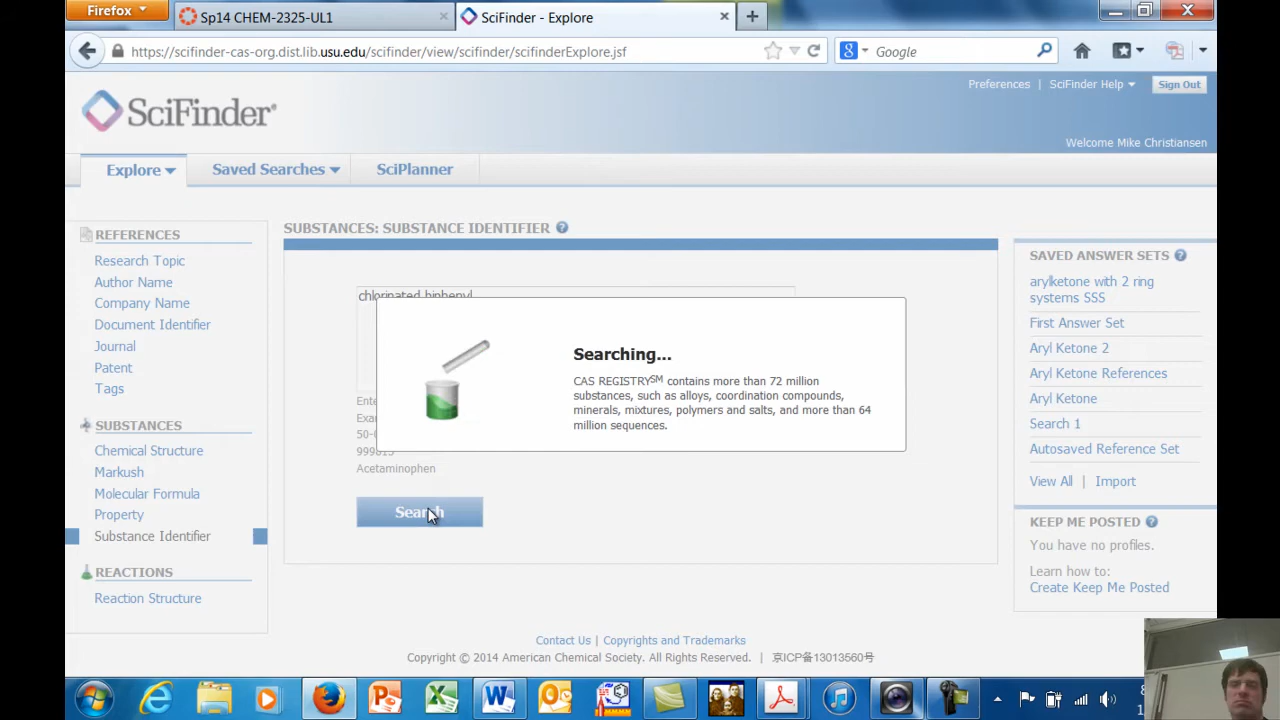 Firefox
Sp14 CHEM-2325-UL1
SciFinder - Explore
https://scifinder-cas-org.dist.lib.usu.edu/scifinder/view/scifinder/scifinderExplore.jsf
Google
Preferences | SciFinder Help
Sign Out
SciFinder®
Welcome Mike Christiansen
Explore
Saved Searches
SciPlanner
REFERENCES
Research Topic
Author Name
Company Name
Document Identifier
Journal
Patent
Tags
SUBSTANCES
Chemical Structure
Markush
Molecular Formula
Property
Substance Identifier
REACTIONS
Reaction Structure
SUBSTANCES: SUBSTANCE IDENTIFIER
chlorinated biphenyl
Searching...
CAS REGISTRY℠ contains more than 72 million
substances, such as alloys, coordination compounds,
minerals, mixtures, polymers and salts, and more than 64
million sequences.
Acetaminophen
Search
SAVED ANSWER SETS
arylketone with 2 ring
systems SSS
First Answer Set
Aryl Ketone 2
Aryl Ketone References
Aryl Ketone
Search 1
Autosaved Reference Set
View All | Import
KEEP ME POSTED
You have no profiles.
Learn how to:
Create Keep Me Posted
Contact Us | Copyrights and Trademarks
Copyright © 2014 American Chemical Society. All Rights Reserved. | 京ICP备13013560号